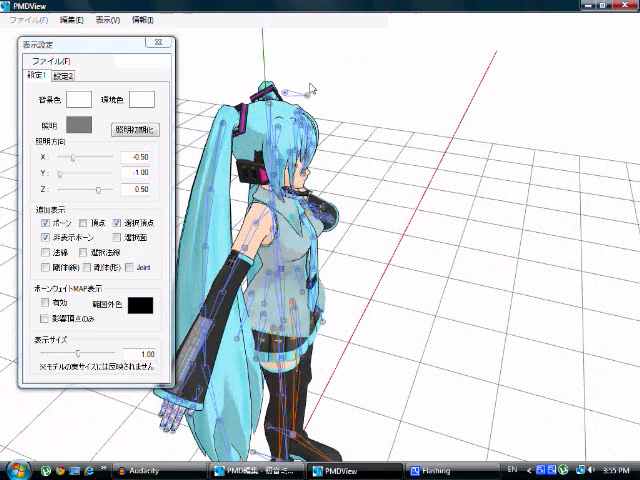 PMDView
ファイル(F) 編集(E) 表示(V) 情報(I)
表示設定
ファイル(F)
設定1 設定2
背景色 環境色
照明 照明初期化
照明方向
X : -0.50
Y : -1.00
Z : 0.50
追加表示
ボーン 頂点 選択頂点
非表示ボーン 選択面
法線 選択法線
剛体(線) 剛体(形) Joint
ボーンウェイトMAP表示
有効 範囲外色
影響頂点のみ
表示サイズ
1.00
※モデルの実サイズには反映されません
Audacity PMD編集 - 初音ミ... PMDView Flashing EN 3:55 PM